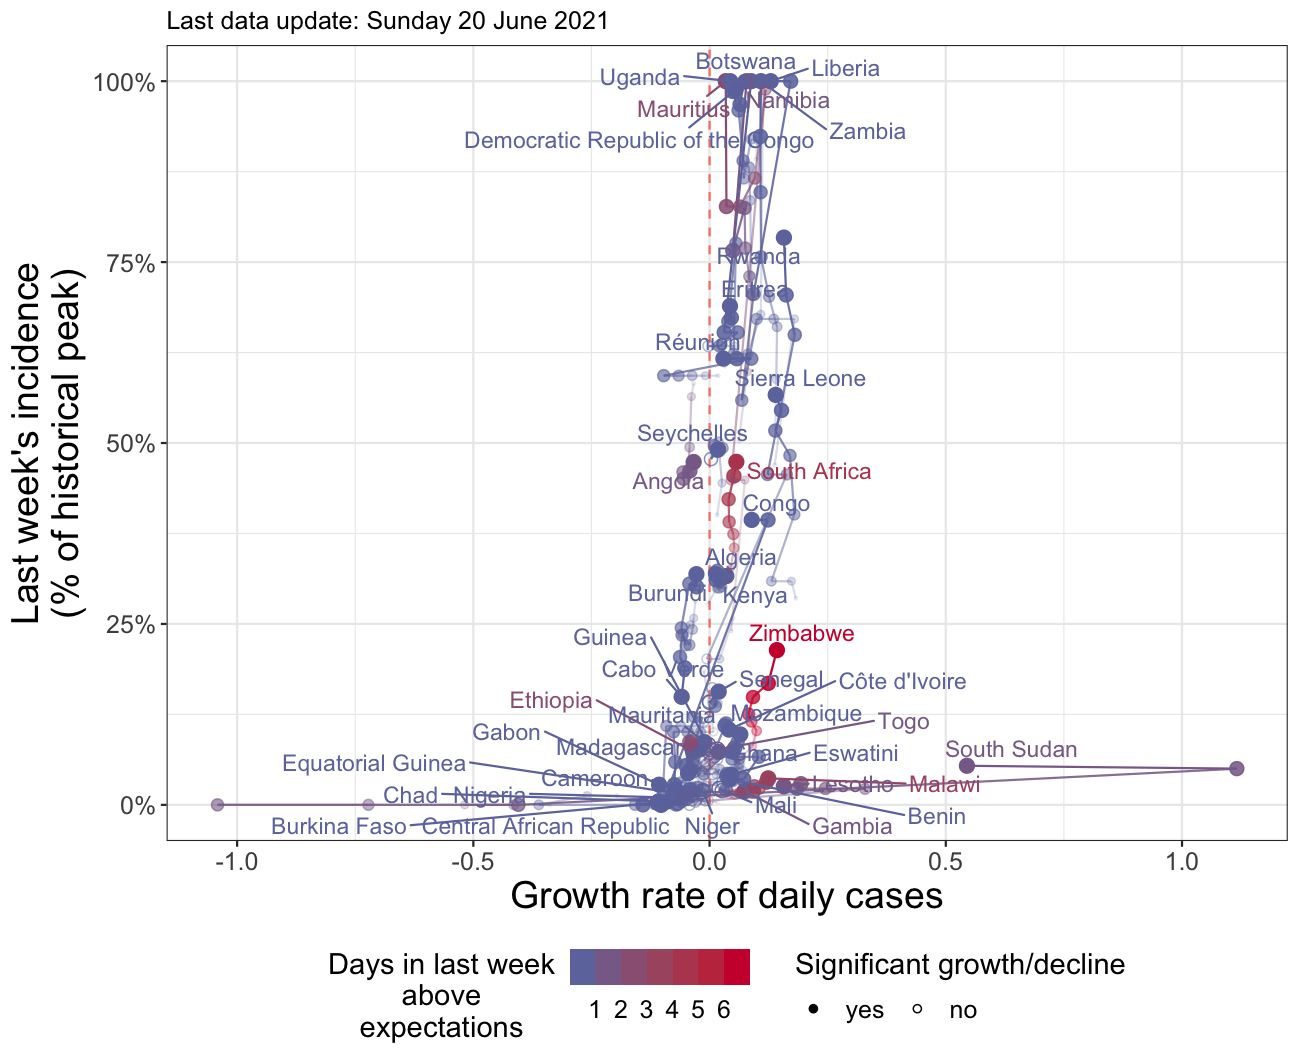 Last data update: Sunday 20 June 2021
Last week's incidence
(% of historical peak)
100%
75%
50%
25%
0%
Botswana
Liberia
Uganda
Mauritius
Namibia
Zambia
Democratic Republic of the Congo
Rwanda
Eritrea
Réunion
Sierra Leone
Seychelles
Angola
South Africa
Congo
Algeria
Burundi
Kenya
Guinea
Zimbabwe
Cabo Verde
Senegal
Côte d'Ivoire
Ethiopia
Mauritania
Mozambique
Togo
Gabon
Madagascar
Ghana
Eswatini
South Sudan
Equatorial Guinea
Cameroon
Lesotho
Malawi
Chad
Nigeria
Mali
Benin
Burkina Faso
Central African Republic
Niger
Gambia
-1.0
-0.5
0.0
0.5
1.0
Growth rate of daily cases
Days in last week
above
expectations
1 2 3 4 5 6
Significant growth/decline
yes
no